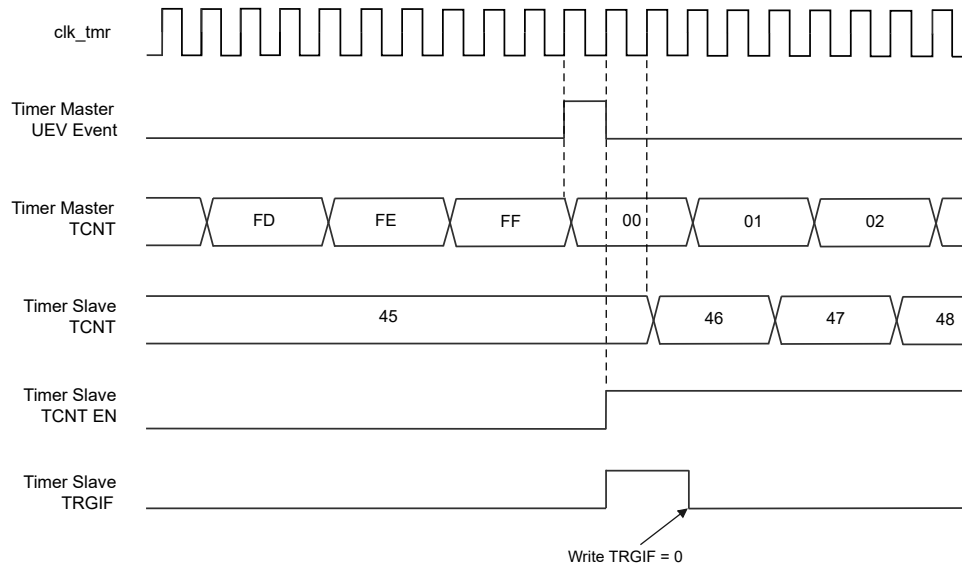 clk_tmr
Timer Master
UEV Event
Timer Master
TCNT
FD
FE
FF
00
01
02
Timer Slave
TCNT
45
46
47
48
Timer Slave
TCNT EN
Timer Slave
TRGIF
Write TRGIF = 0